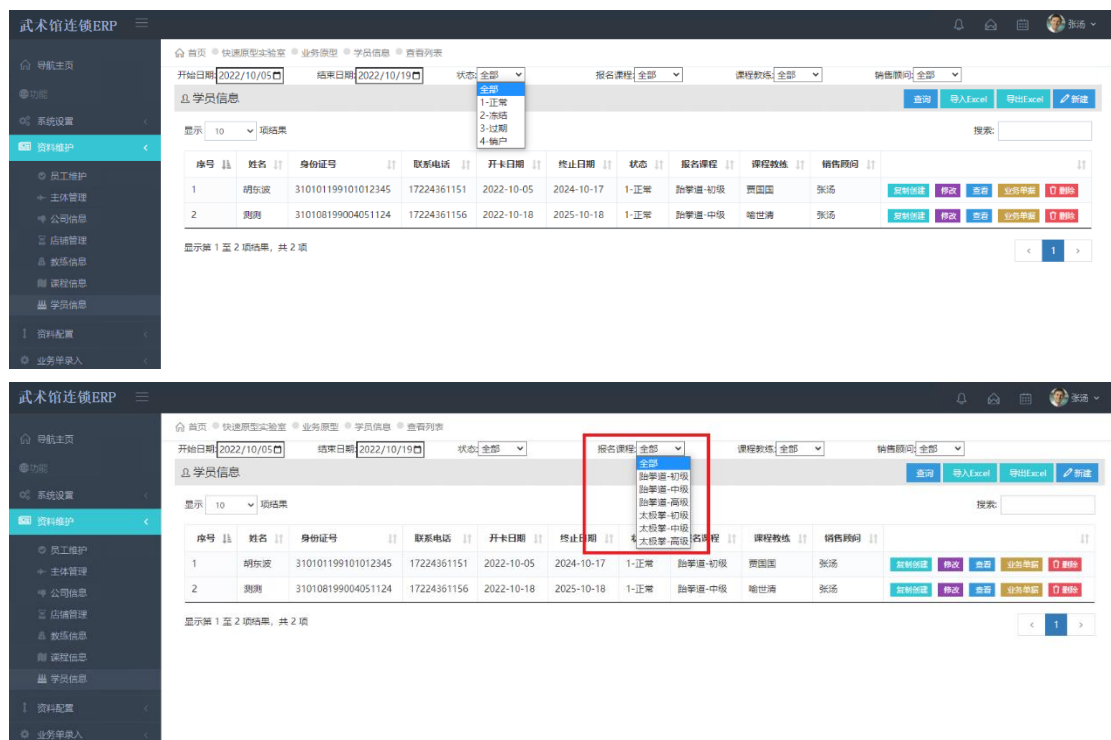 武术馆连锁ERP
张汤
导航主页
功能
系统设置
资料维护
员工维护
主体管理
公司信息
店铺管理
教练信息
课程信息
学员信息
资料配置
业务单录入
首页 快速原型实验室 业务原型 学员信息 查看列表
开始日期:2022/10/05 结束日期:2022/10/19 状态:全部 报名课程:全部 课程教练:全部 销售顾问:全部
全部
1-正常
2-冻结
3-过期
4-销户
学员信息 查询 导入Excel 导出Excel 新建
显示 10 项结果 搜索:
序号 姓名 身份证号 联系电话 开卡日期 终止日期 状态 报名课程 课程教练 销售顾问
1 胡东波 310101199101012345 17224361151 2022-10-05 2024-10-17 1-正常 跆拳道-初级 贾国国 张汤 复制创建 修改 查看 业务单据 删除
2 测测 310108199004051124 17224361156 2022-10-18 2025-10-18 1-正常 跆拳道-中级 喻世清 张汤 复制创建 修改 查看 业务单据 删除
显示第 1 至 2 项结果，共 2 项 < 1 >
武术馆连锁ERP
张汤
导航主页
功能
系统设置
资料维护
员工维护
主体管理
公司信息
店铺管理
教练信息
课程信息
学员信息
资料配置
业务单录入
首页 快速原型实验室 业务原型 学员信息 查看列表
开始日期:2022/10/05 结束日期:2022/10/19 状态:全部 报名课程:全部 课程教练:全部 销售顾问:全部
全部
跆拳道-初级
跆拳道-中级
跆拳道-高级
太极拳-初级
太极拳-中级
太极拳-高级
学员信息 查询 导入Excel 导出Excel 新建
显示 10 项结果 搜索:
序号 姓名 身份证号 联系电话 开卡日期 终止日期 名课程 课程教练 销售顾问
1 胡东波 310101199101012345 17224361151 2022-10-05 2024-10-17 1-正常 跆拳道-初级 贾国国 张汤 复制创建 修改 查看 业务单据 删除
2 测测 310108199004051124 17224361156 2022-10-18 2025-10-18 1-正常 跆拳道-中级 喻世清 张汤 复制创建 修改 查看 业务单据 删除
显示第 1 至 2 项结果，共 2 项 < 1 >